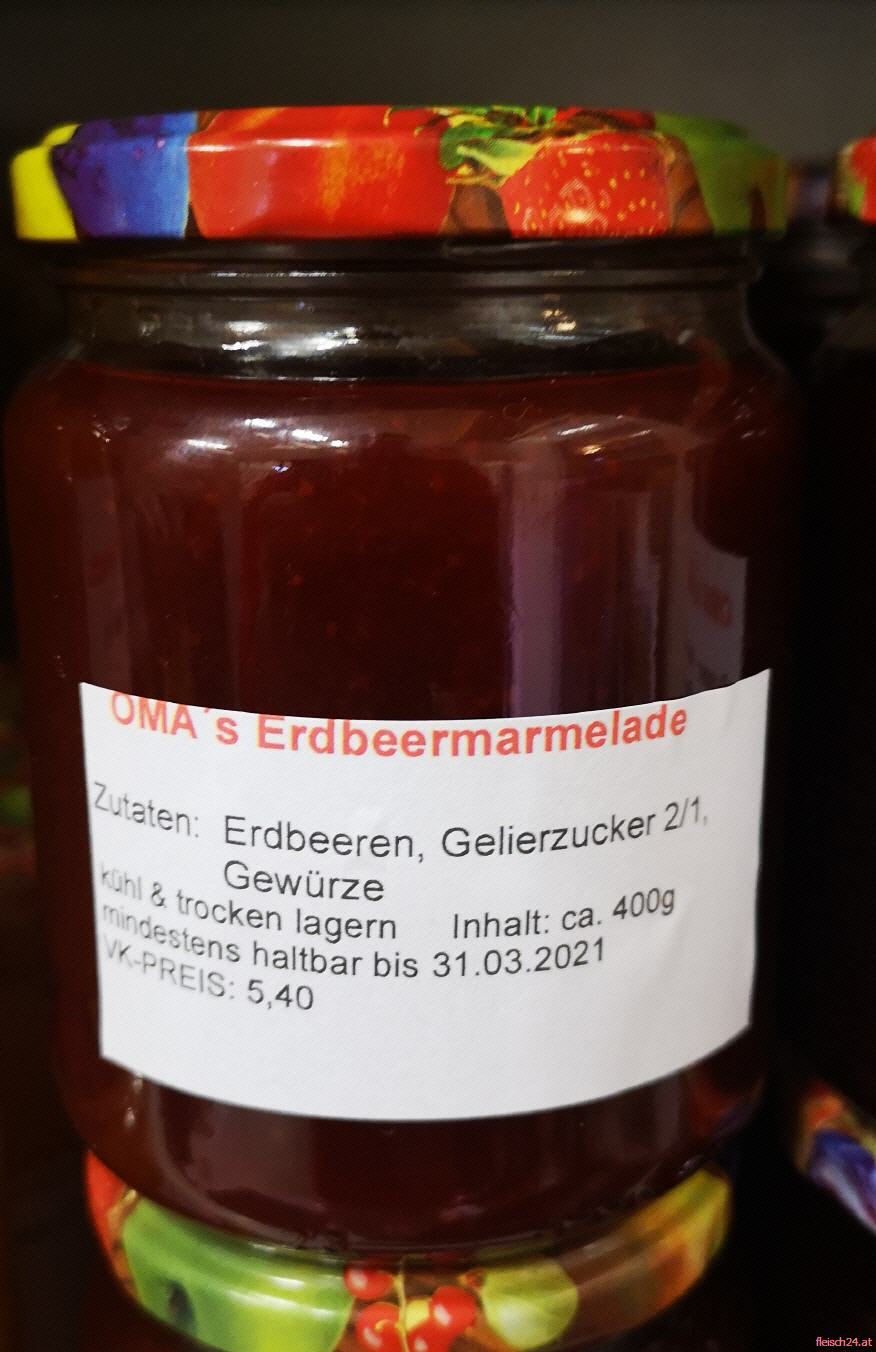 OMA´s Erdbeermarmelade
Zutaten: Erdbeeren, Gelierzucker 2/1,
Gewürze
kühl & trocken lagern Inhalt: ca. 400g
mindestens haltbar bis 31.03.2021
VK-PREIS: 5,40
fleisch24.at